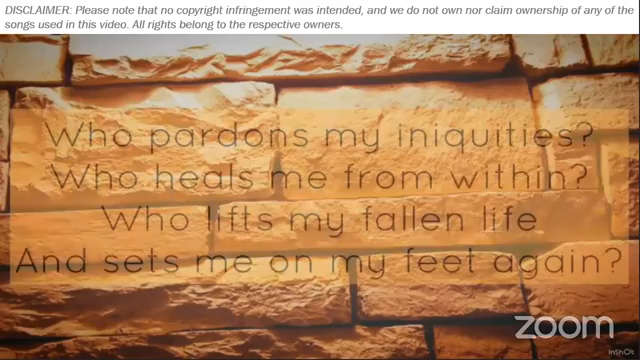 DISCLAIMER: Please note that no copyright infringement was intended, and we do not own nor claim ownership of any of the
songs used in this video. All rights belong to the respective owners.
Who pardons my iniquities?
Who heals me from within?
Who lifts my fallen life
And sets me on my feet again?
zoom
InShOt